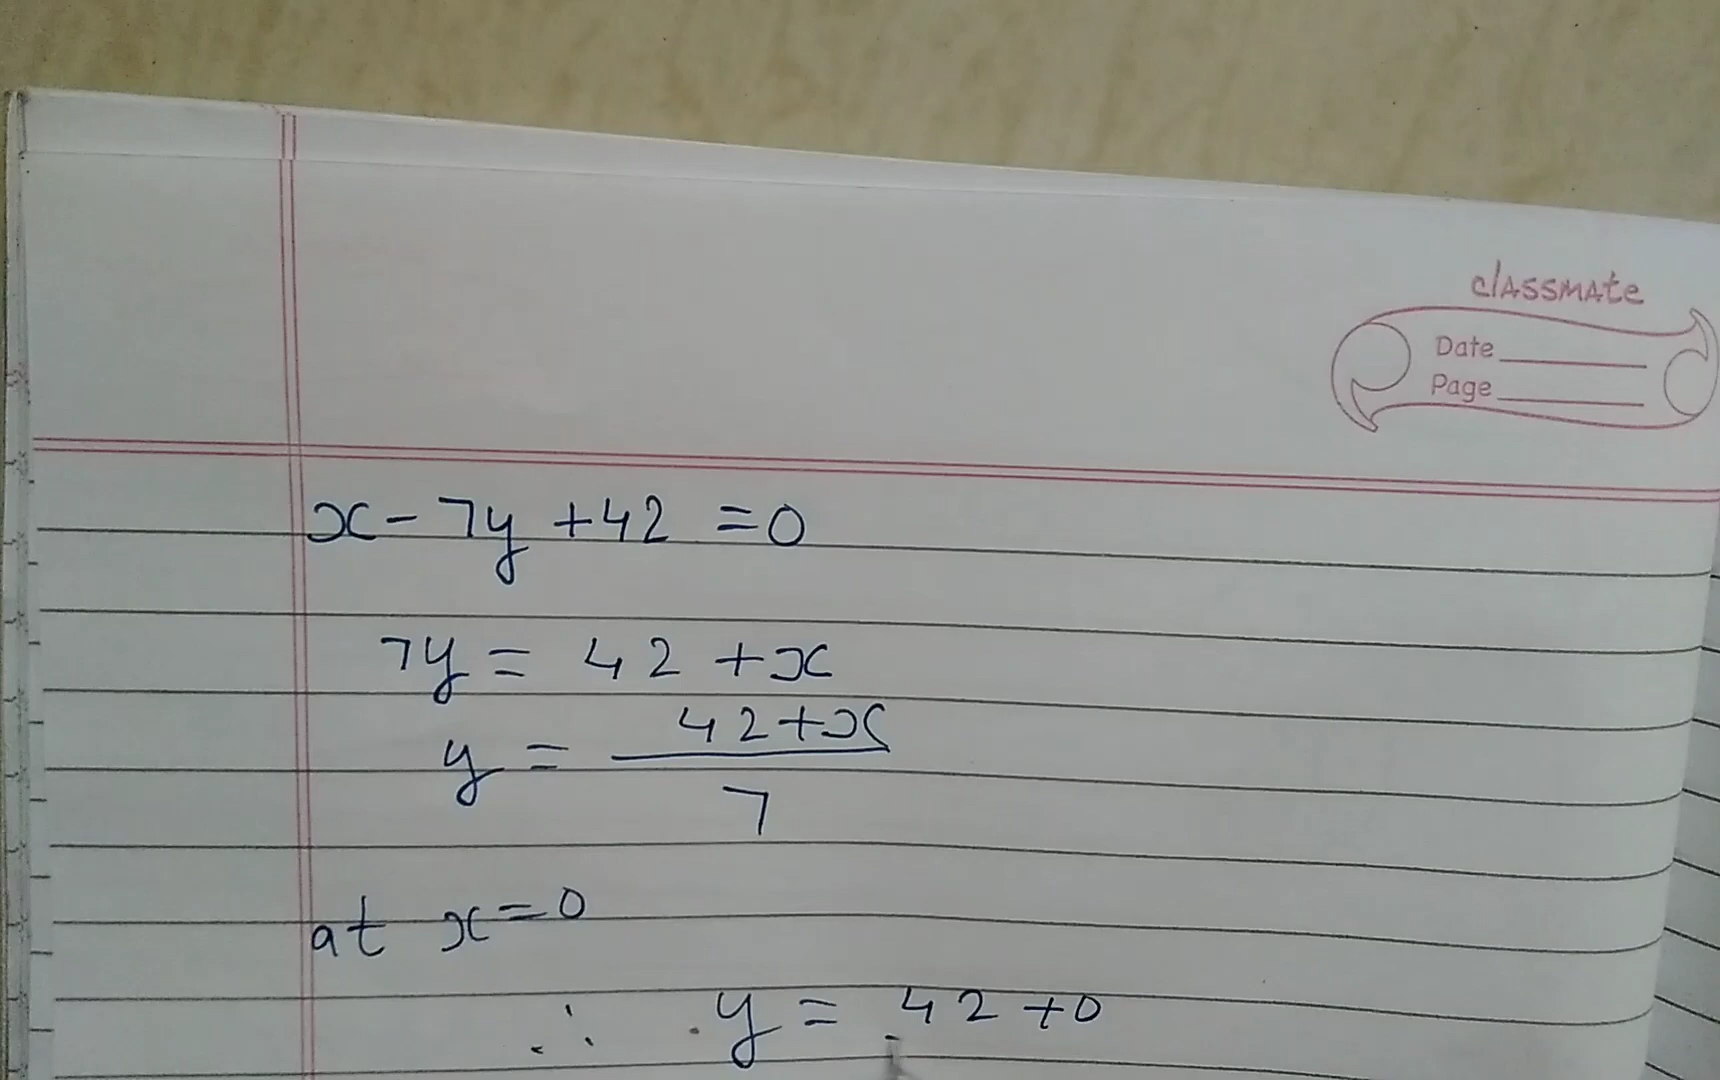 classmate
Date
Page
x - 7y + 42 = 0
7y = 42 + x
y = 42 + x
7
at x = 0
∴ y = 42 + 0